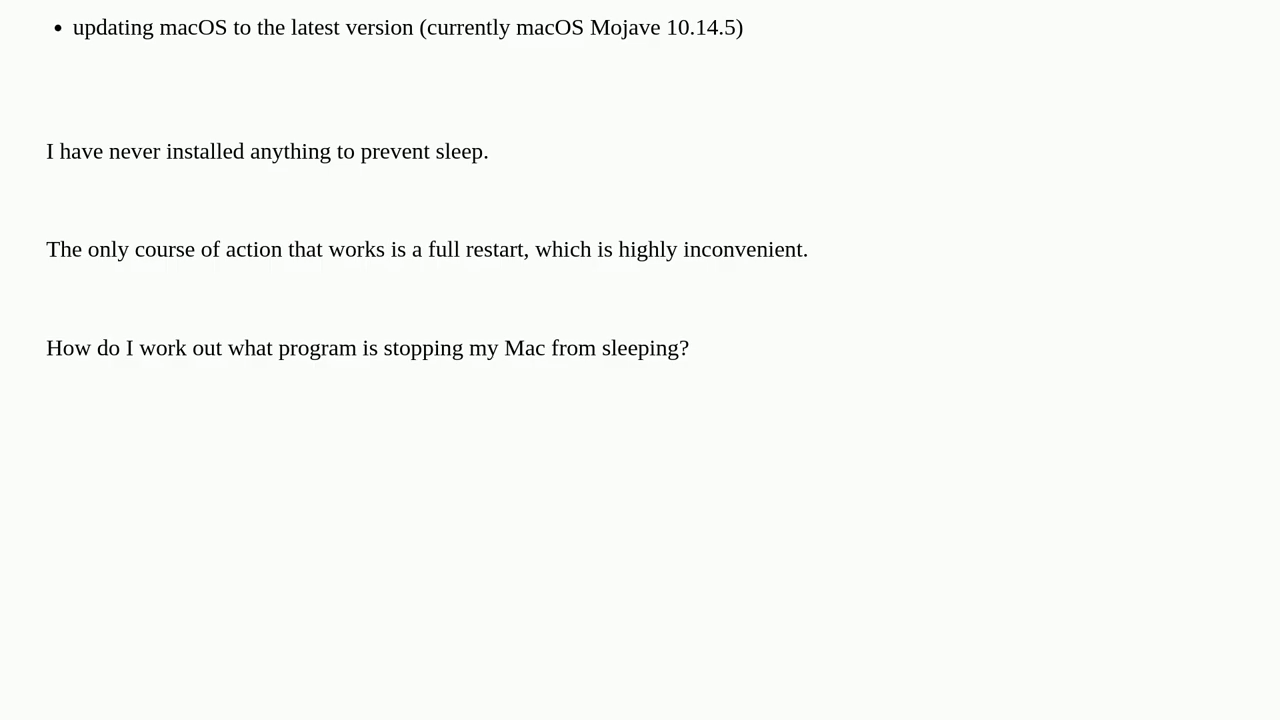 • updating macOS to the latest version (currently macOS Mojave 10.14.5)
I have never installed anything to prevent sleep.
The only course of action that works is a full restart, which is highly inconvenient.
How do I work out what program is stopping my Mac from sleeping?